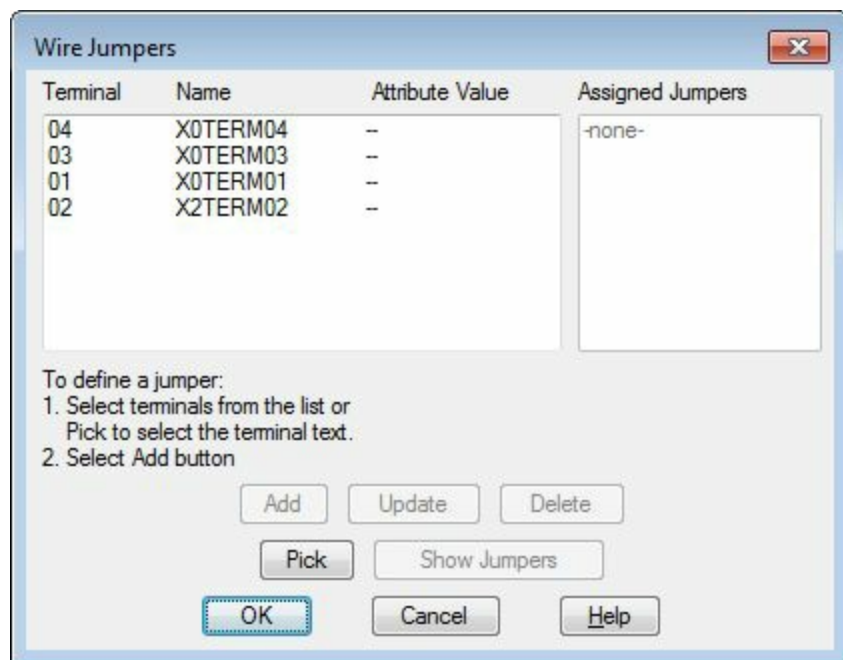 Wire Jumpers
Terminal Name Attribute Value Assigned Jumpers
04 X0TERM04 -- -none-
03 X0TERM03 --
01 X0TERM01 --
02 X2TERM02 --
To define a jumper:
1. Select terminals from the list or
Pick to select the terminal text.
2. Select Add button
Add Update Delete
Pick Show Jumpers
OK Cancel Help